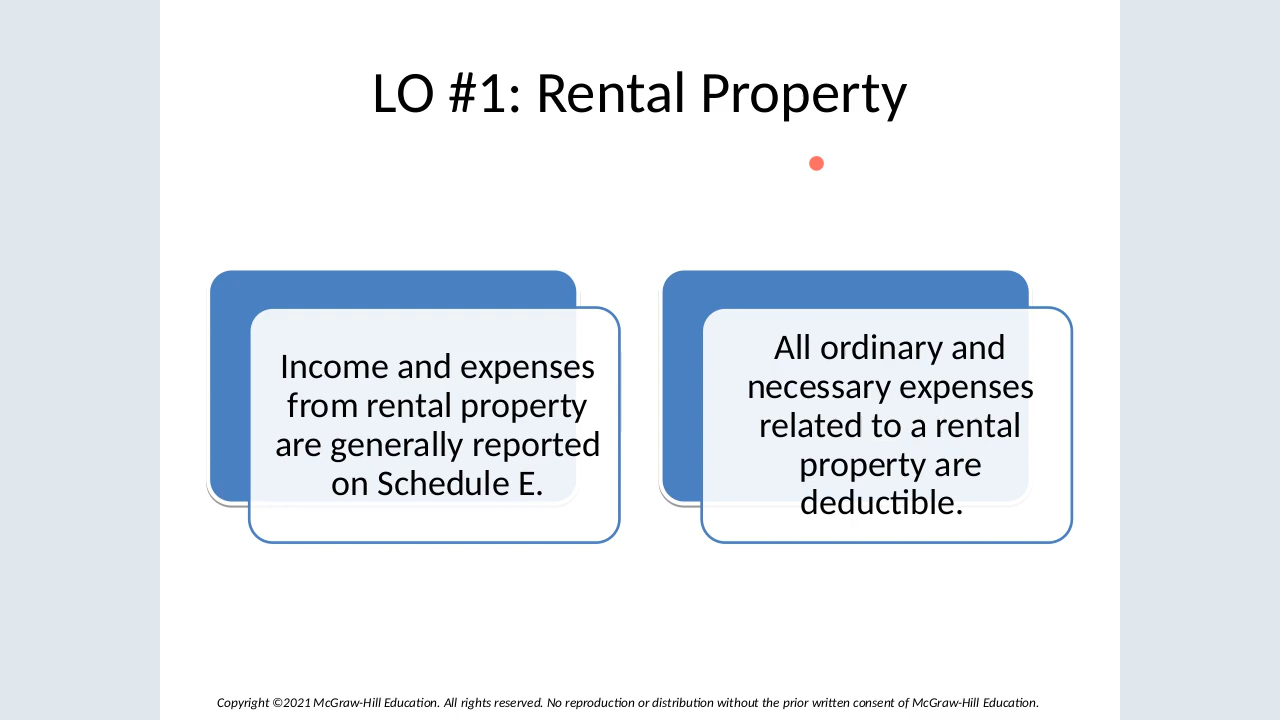 LO #1: Rental Property
Income and expenses
from rental property
are generally reported
on Schedule E.
All ordinary and
necessary expenses
related to a rental
property are
deductible.
Copyright ©2021 McGraw-Hill Education. All rights reserved. No reproduction or distribution without the prior written consent of McGraw-Hill Education.